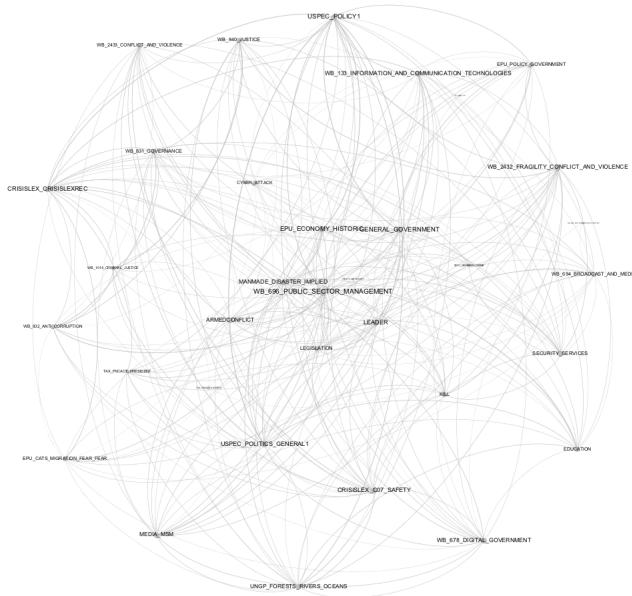 USPEC_POLICY1
WB_2433_CONFLICT_AND_VIOLENCE
WB_840_JUSTICE
EPU_POLICY_GOVERNMENT
WB_133_INFORMATION_AND_COMMUNICATION_TECHNOLOGIES
WB_831_GOVERNANCE
WB_2432_FRAGILITY_CONFLICT_AND_VIOLENCE
CYBER_ATTACK
CRISISLEX_CRISISLEXREC
EPU_ECONOMY_HISTORIC
GENERAL_GOVERNMENT
WB_694_BROADCAST_AND_MEDI
MANMADE_DISASTER_IMPLIED
WB_696_PUBLIC_SECTOR_MANAGEMENT
ARMEDCONFLICT
LEADER
WB_832_ANTI_CORRUPTION
LEGISLATION
SECURITY_SERVICES
KILL
USPEC_POLITICS_GENERAL1
EDUCATION
EPU_CATS_MIGRATION_FEAR_FEAR
CRISISLEX_C07_SAFETY
MEDIA_MSM
WB_678_DIGITAL_GOVERNMENT
UNGP_FORESTS_RIVERS_OCEANS